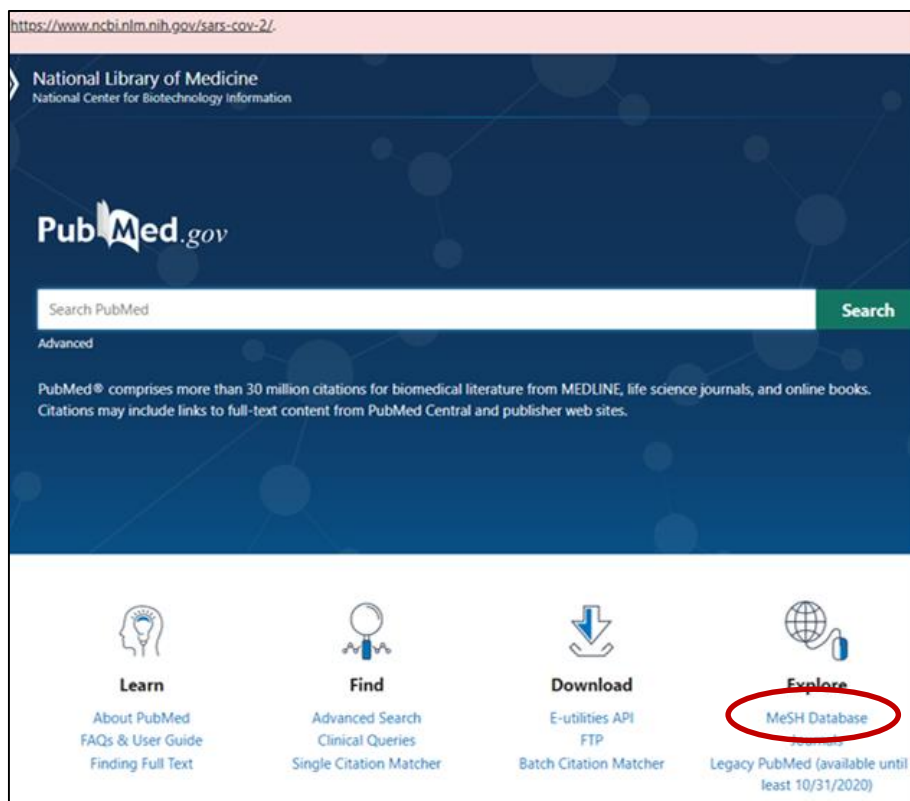 https://www.ncbi.nlm.nih.gov/sars-cov-2/.
National Library of Medicine
National Center for Biotechnology Information
PubMed.gov
Search PubMed
Search
Advanced
PubMed® comprises more than 30 million citations for biomedical literature from MEDLINE, life science journals, and online books.
Citations may include links to full-text content from PubMed Central and publisher web sites.
Learn
About PubMed
FAQs & User Guide
Finding Full Text
Find
Advanced Search
Clinical Queries
Single Citation Matcher
Download
E-utilities API
FTP
Batch Citation Matcher
Explore
MeSH Database
Journals
Legacy PubMed (available until
least 10/31/2020)